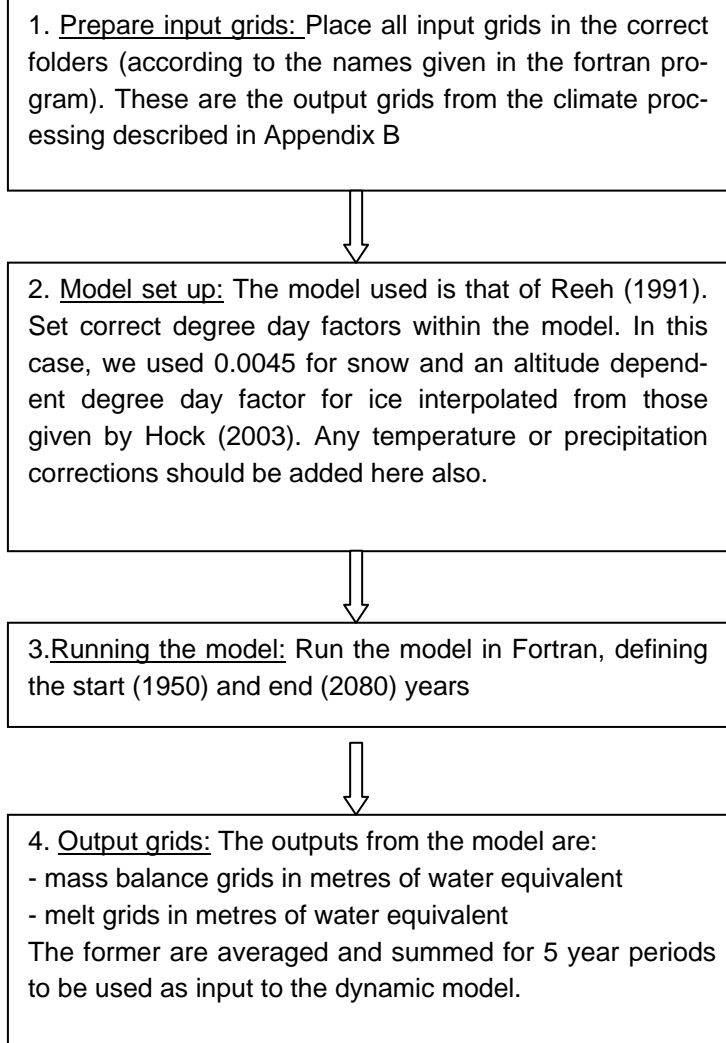 1. Prepare input grids: Place all input grids in the correct
folders (according to the names given in the fortran pro-
gram). These are the output grids from the climate proc-
essing described in Appendix B
2. Model set up: The model used is that of Reeh (1991).
Set correct degree day factors within the model. In this
case, we used 0.0045 for snow and an altitude depend-
ent degree day factor for ice interpolated from those
given by Hock (2003). Any temperature or precipitation
corrections should be added here also.
3.Running the model: Run the model in Fortran, defining
the start (1950) and end (2080) years
4. Output grids: The outputs from the model are:
- mass balance grids in metres of water equivalent
- melt grids in metres of water equivalent
The former are averaged and summed for 5 year periods
to be used as input to the dynamic model.